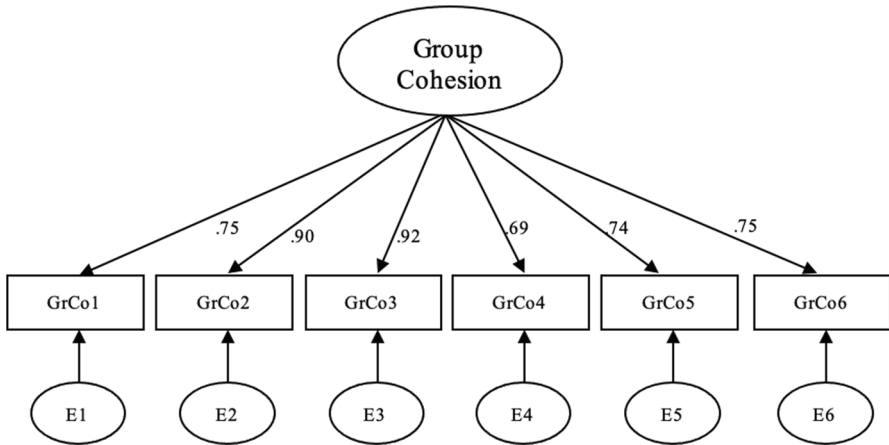 Group
Cohesion
.75
.90
.92
.69
.74
.75
GrCo1
GrCo2
GrCo3
GrCo4
GrCo5
GrCo6
E1
E2
E3
E4
E5
E6